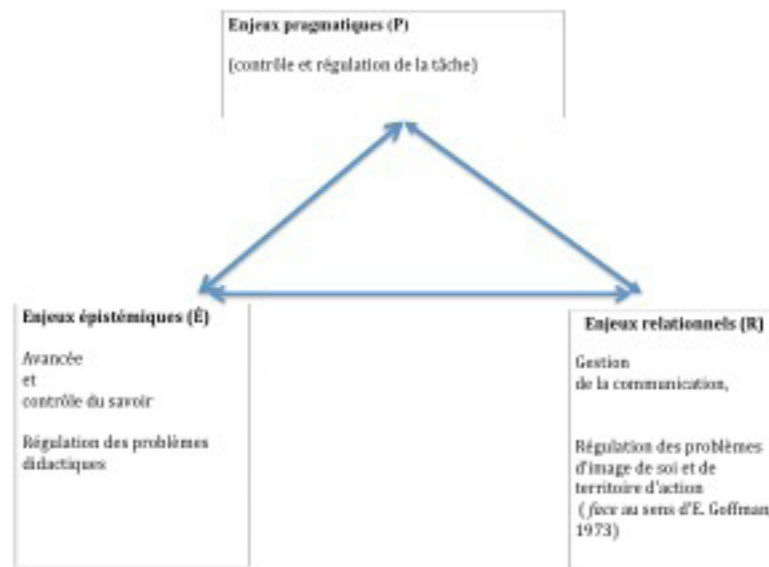 Enjeux pragmatiques (P)
(contrôle et régulation de la tâche)
Enjeux épistémiques (É)
Avancée
et
contrôle du savoir
Régulation des problèmes
didactiques
Enjeux relationnels (R)
Gestion
de la communication,
Régulation des problèmes
d'image de soi et de
territoire d'action
( face au sens d'E. Goffman,
1973)